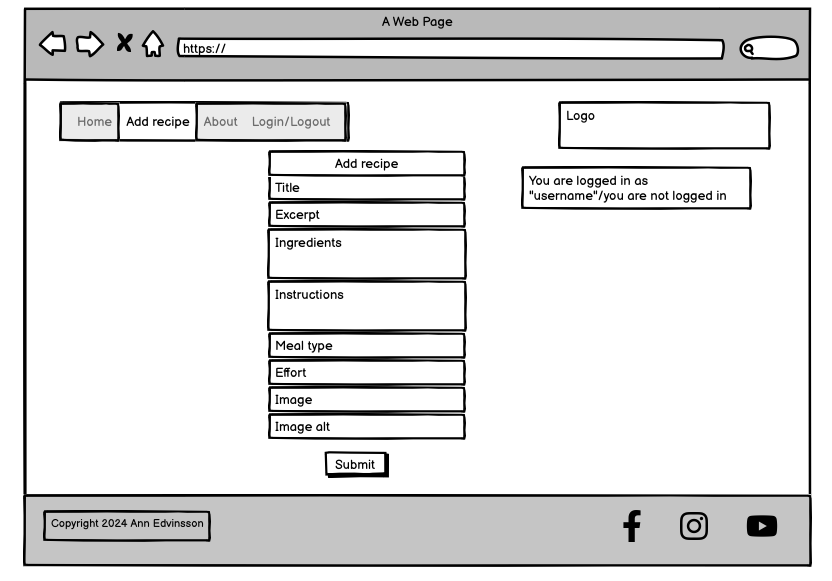 A Web Page
https://
Home Add recipe About Login/Logout
Logo
You are logged in as
"username"/you are not logged in
Add recipe
Title
Excerpt
Ingredients
Instructions
Meal type
Effort
Image
Image alt
Submit
Copyright 2024 Ann Edvinsson